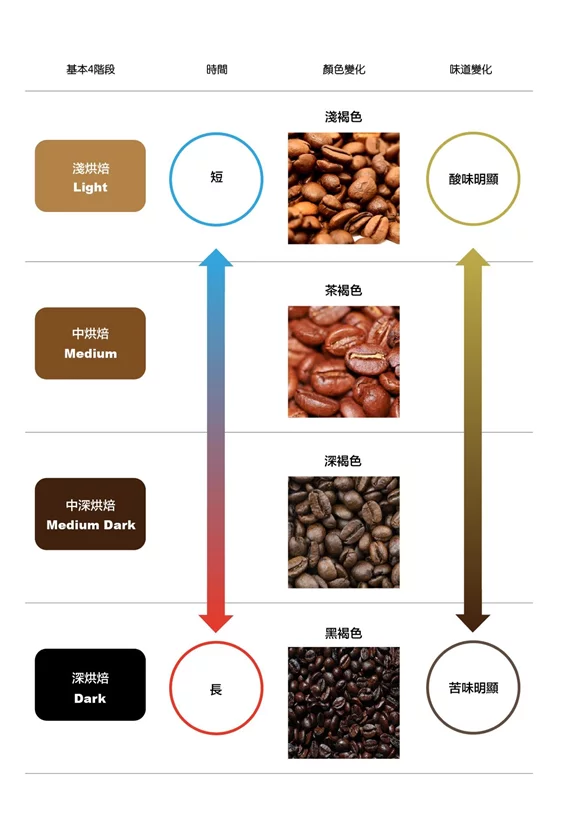 基本4階段
時間
顏色變化
味道變化
淺烘焙
Light
短
淺褐色
酸味明顯
中烘焙
Medium
茶褐色
中深烘焙
Medium Dark
深褐色
深烘焙
Dark
長
黑褐色
苦味明顯